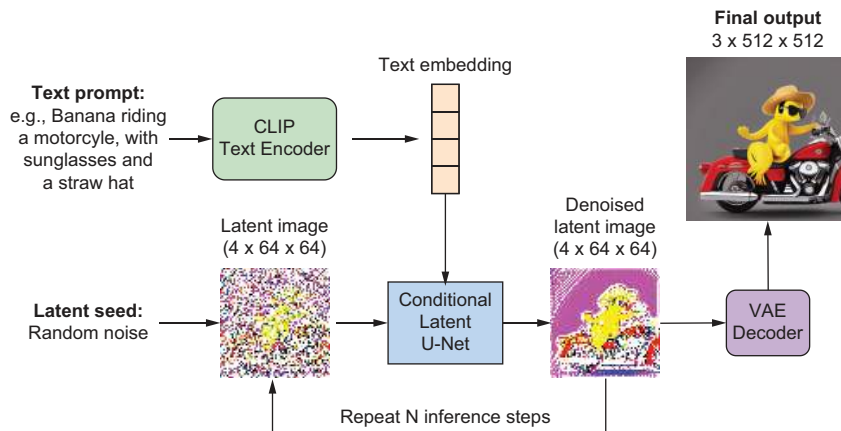 Final output
3 x 512 x 512
Text embedding
Text prompt:
e.g., Banana riding
a motorcyle, with
sunglasses and
a straw hat
CLIP
Text Encoder
Latent image
(4 x 64 x 64)
Denoised
latent image
(4 x 64 x 64)
Latent seed:
Random noise
Conditional
Latent
U-Net
VAE
Decoder
Repeat N inference steps